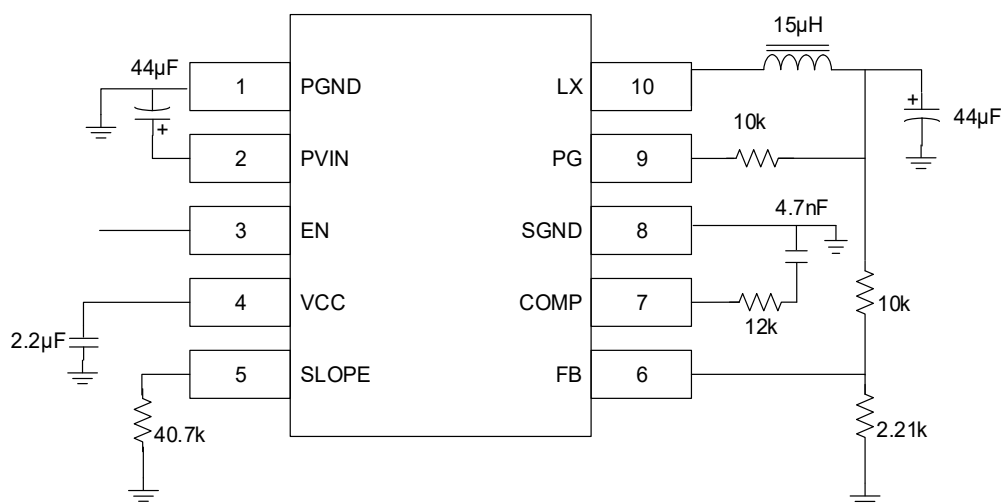 15µH
44µF
1
PGND
LX
10
44µF
10k
2
PVIN
PG
9
4.7nF
3
EN
SGND
8
4
VCC
COMP
7
10k
12k
2.2µF
5
SLOPE
FB
6
40.7k
2.21k
+
+